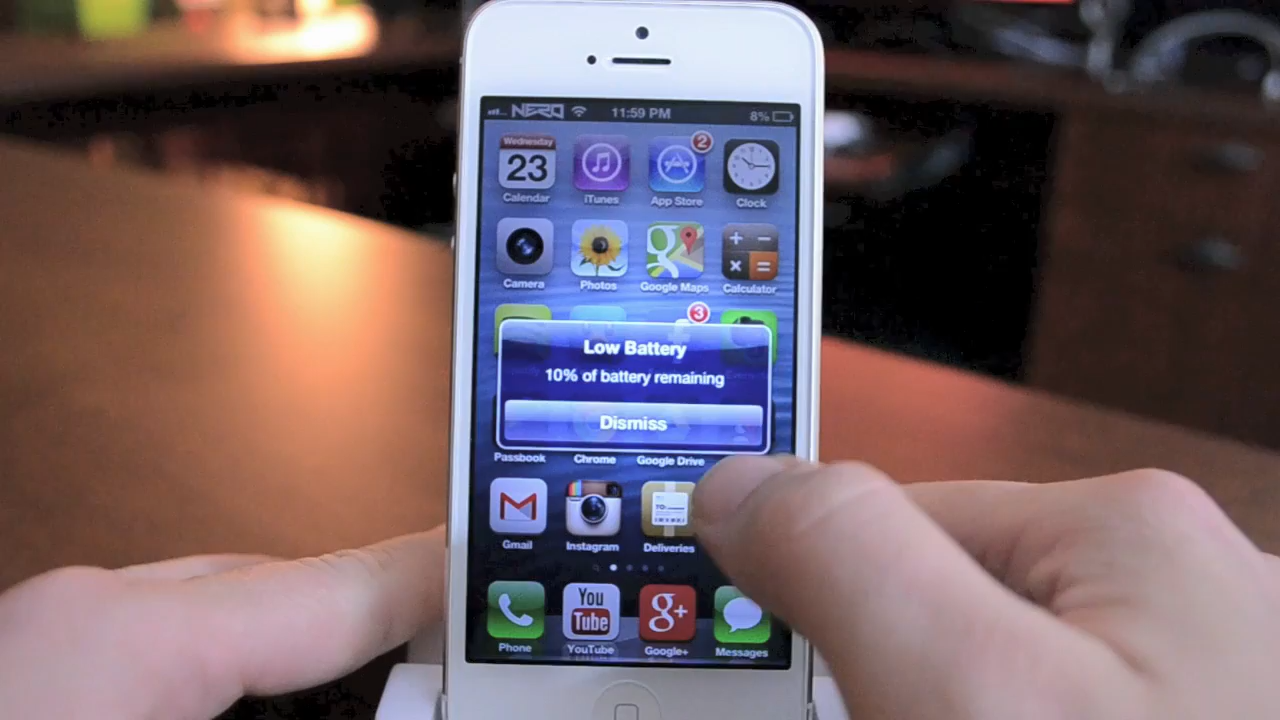 NERO 11:59 PM 8%
Wednesday 2
23
Calendar iTunes App Store Clock
Camera Photos Google Maps Calculator
3
Low Battery
10% of battery remaining
Dismiss
Passbook Chrome Google Drive
TO:
Gmail Instagram Deliveries
You
Tube g+
Phone YouTube Google+ Messages